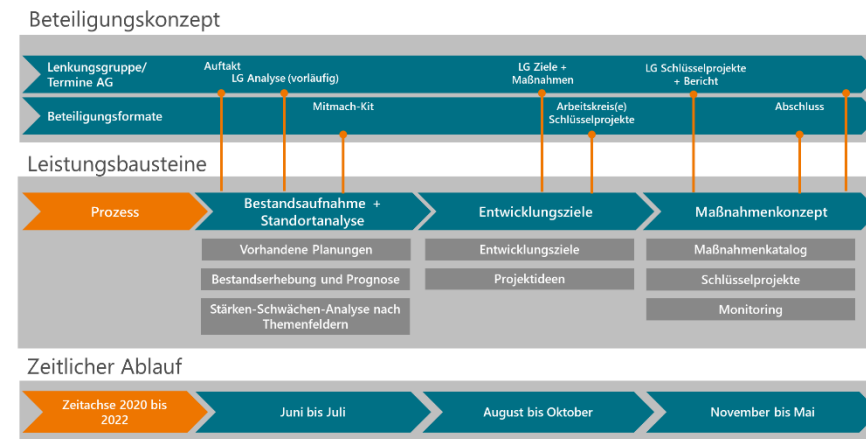 Beteiligungskonzept
Lenkungsgruppe/
Termine AG
Auftakt
LG Analyse (vorläufig)
LG Ziele +
Maßnahmen
LG Schlüsselprojekte
+ Bericht
Beteiligungsformate
Mitmach-Kit
Arbeitskreis(e)
Schlüsselprojekte
Abschluss
Leistungsbausteine
Prozess
Bestandsaufnahme +
Standortanalyse
Entwicklungsziele
Maßnahmenkonzept
Vorhandene Planungen
Entwicklungsziele
Maßnahmenkatalog
Bestandserhebung und Prognose
Projektideen
Schlüsselprojekte
Stärken-Schwächen-Analyse nach
Themenfeldern
Monitoring
Zeitlicher Ablauf
Zeitachse 2020 bis
2022
Juni bis Juli
August bis Oktober
November bis Mai